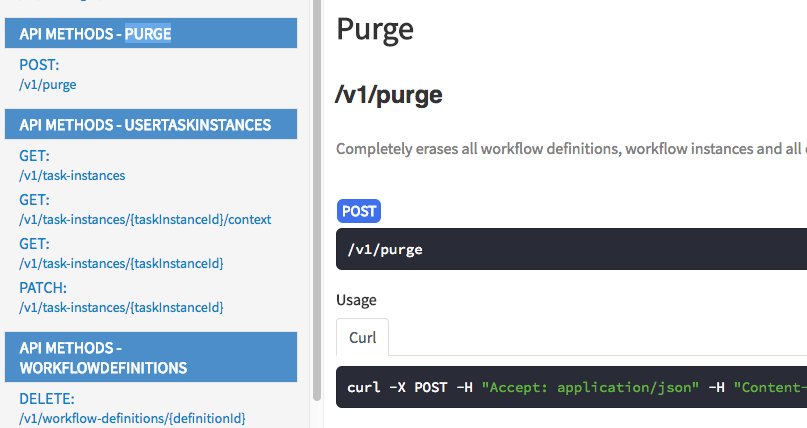 API METHODS - PURGE
POST:
/v1/purge
API METHODS - USERTASKINSTANCES
GET:
/v1/task-instances
GET:
/v1/task-instances/{taskInstanceId}/context
GET:
/v1/task-instances/{taskInstanceId}
PATCH:
/v1/task-instances/{taskInstanceId}
API METHODS -
WORKFLOWDEFINITIONS
DELETE:
/v1/workflow-definitions/{definitionId}
Purge
/v1/purge
Completely erases all workflow definitions, workflow instances and all
POST
/v1/purge
Usage
Curl
curl -X POST -H "Accept: application/json" -H "Content-